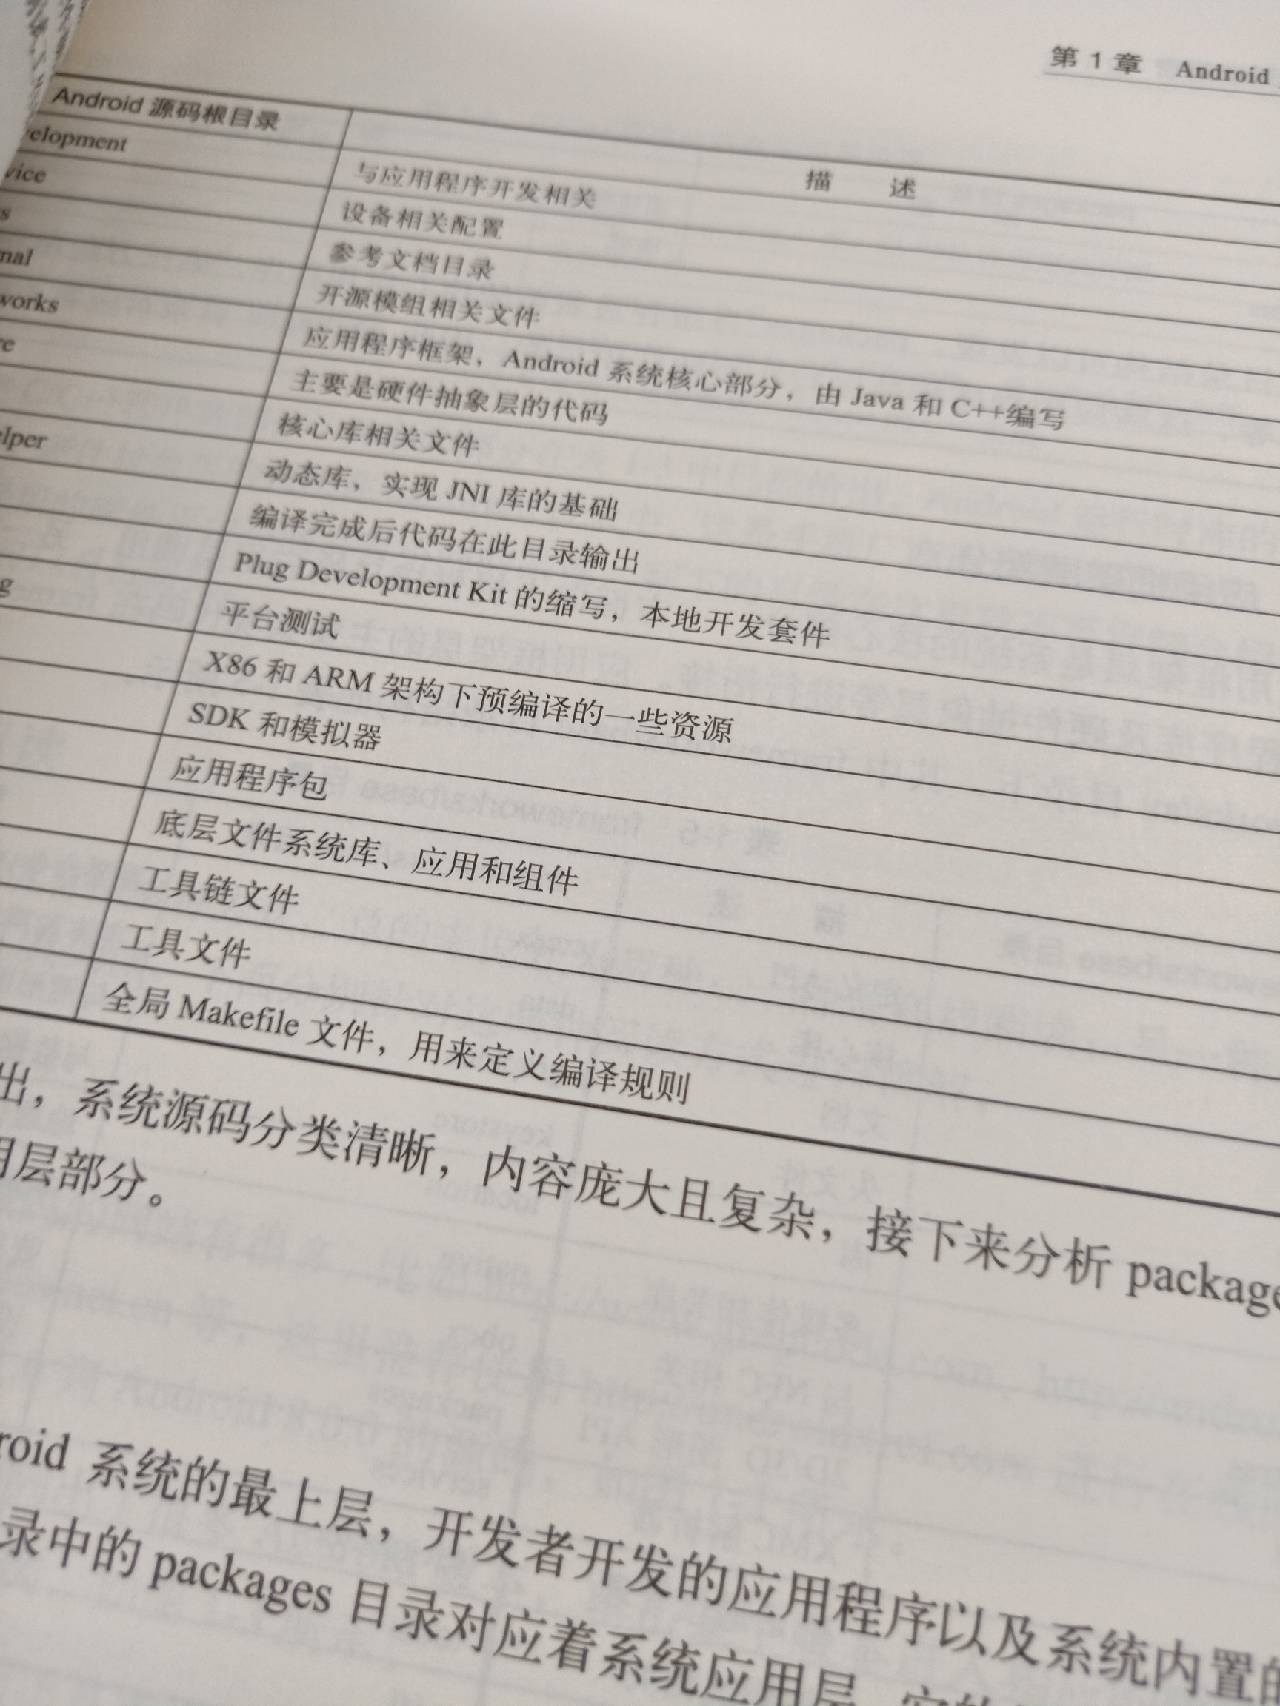 第 1 章 Android
Android 源码根目录
描 述
与应用程序开发相关
设备相关配置
参考文档目录
开源模组相关文件
应用程序框架，Android 系统核心部分，由 Java 和 C++编写
主要是硬件抽象层的代码
核心库相关文件
动态库，实现 JNI 库的基础
编译完成后代码在此目录输出
Plug Development Kit 的缩写，本地开发套件
平台测试
X86 和 ARM 架构下预编译的一些资源
SDK 和模拟器
应用程序包
底层文件系统库、应用和组件
工具链文件
工具文件
全局 Makefile 文件，用来定义编译规则
出，系统源码分类清晰，内容庞大且复杂，接下来分析 package
用层部分。
roid 系统的最上层，开发者开发的应用程序以及系统内置的
录中的 packages 目录对应着系统应用层